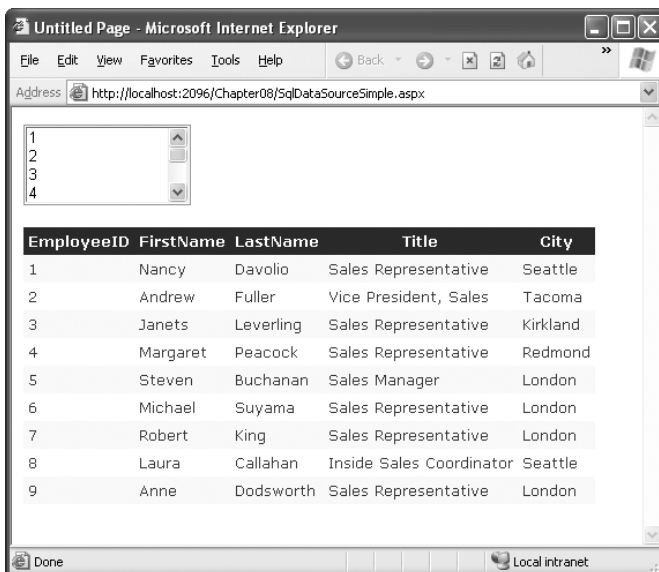 Untitled Page - Microsoft Internet Explorer
File Edit View Favorites Tools Help Back »
Address http://localhost:2096/Chapter08/SqlDataSourceSimple.aspx
1
2
3
4
EmployeeID FirstName LastName Title City
1 Nancy Davolio Sales Representative Seattle
2 Andrew Fuller Vice President, Sales Tacoma
3 Janets Leverling Sales Representative Kirkland
4 Margaret Peacock Sales Representative Redmond
5 Steven Buchanan Sales Manager London
6 Michael Suyama Sales Representative London
7 Robert King Sales Representative London
8 Laura Callahan Inside Sales Coordinator Seattle
9 Anne Dodsworth Sales Representative London
Done Local intranet